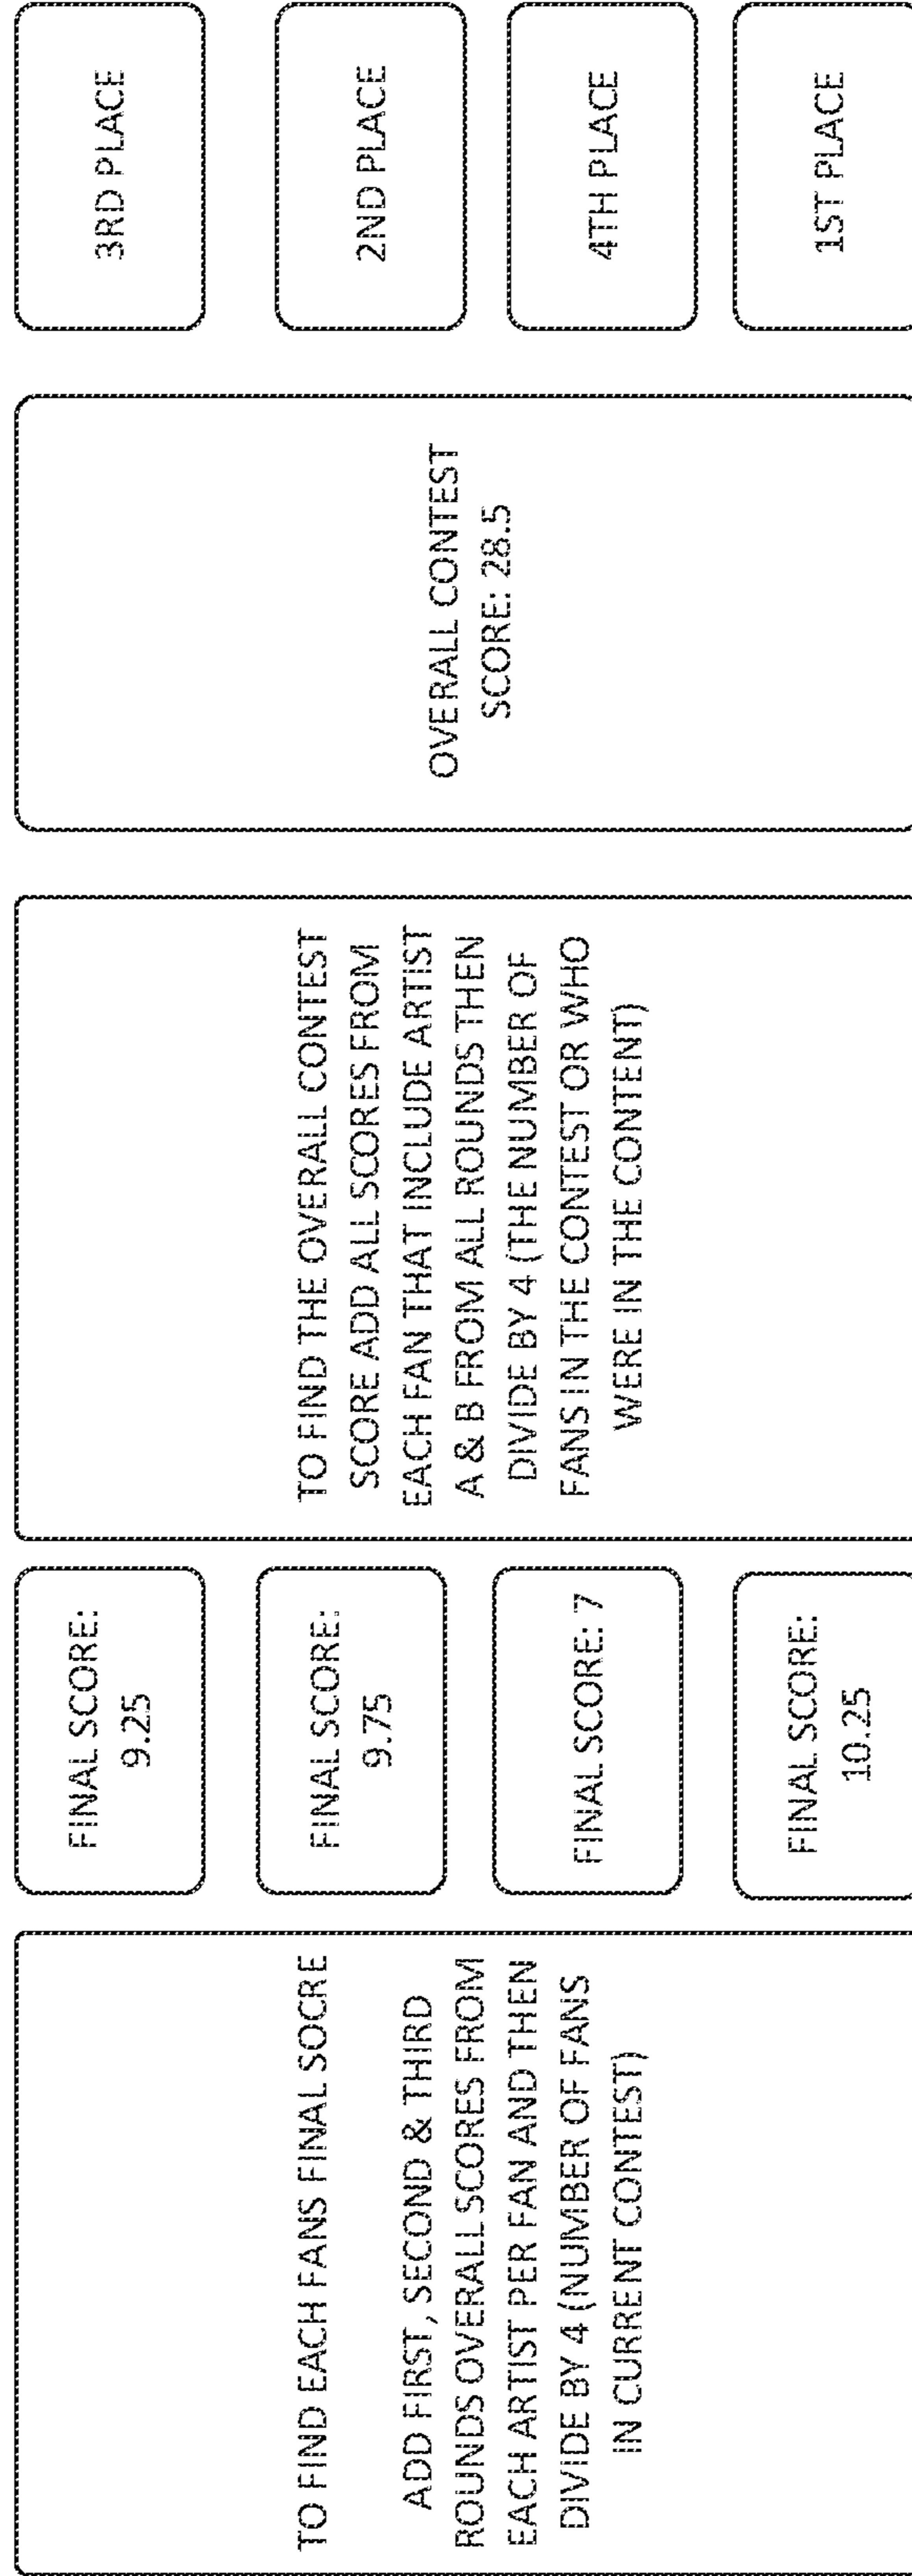 TO FIND EACH FANS FINAL SOCRE
ADD FIRST, SECOND & THIRD
ROUNDS OVERALL SCORES FROM
EACH ARTIST PER FAN AND THEN
DIVIDE BY 4 (NUMBER OF FANS
IN CURRENT CONTEST)
FINAL SCORE:
9.25
FINAL SCORE:
9.75
FINAL SCORE: 7
FINAL SCORE:
10.25
TO FIND THE OVERALL CONTEST
SCORE ADD ALL SCORES FROM
EACH FAN THAT INCLUDE ARTIST
A & B FROM ALL ROUNDS THEN
DIVIDE BY 4 (THE NUMBER OF
FANS IN THE CONTEST OR WHO
WERE IN THE CONTENT)
OVERALL CONTEST
SCORE: 28.5
3RD PLACE
2ND PLACE
4TH PLACE
1ST PLACE